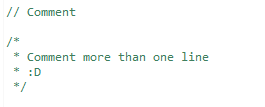 // Comment

/*
 * Comment more than one line
 * :D
 */